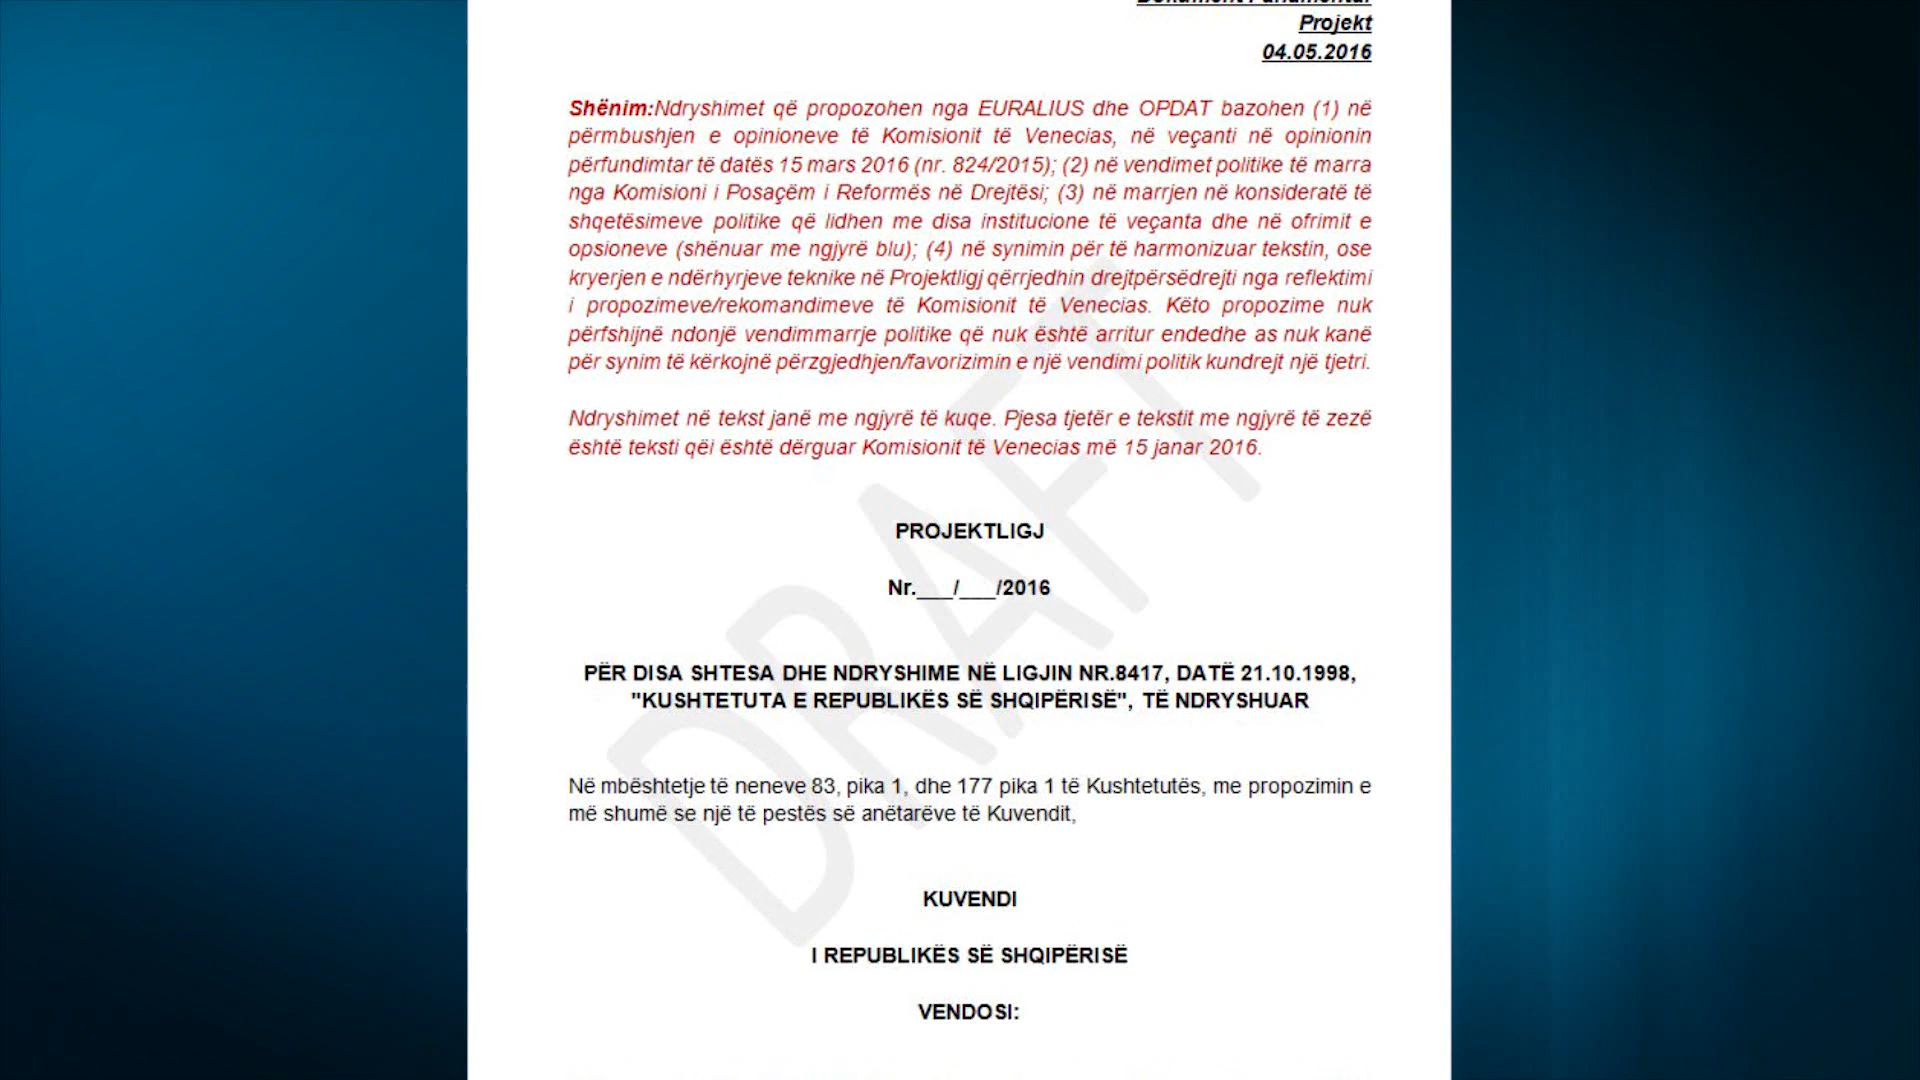 Dokument Parlamentar
Projekt
04.05.2016
Shënim:Ndryshimet që propozohen nga EURALIUS dhe OPDAT bazohen (1) në
përmbushjen e opinioneve të Komisionit të Venecias, në veçanti në opinionin
përfundimtar të datës 15 mars 2016 (nr. 824/2015); (2) në vendimet politike të marra
nga Komisioni i Posaçëm i Reformës në Drejtësi; (3) në marrjen në konsideratë të
shqetësimeve politike që lidhen me disa institucione të veçanta dhe në ofrimit e
opsioneve (shënuar me ngjyrë blu); (4) në synimin për të harmonizuar tekstin, ose
kryerjen e ndërhyrjeve teknike në Projektligj qërrjedhin drejtpërsëdrejti nga reflektimi
i propozimeve/rekomandimeve të Komisionit të Venecias. Këto propozime nuk
përfshijnë ndonjë vendimmarrje politike që nuk është arritur endedhe as nuk kanë
për synim të kërkojnë përzgjedhjen/favorizimin e një vendimi politik kundrejt një tjetri.
Ndryshimet në tekst janë me ngjyrë të kuqe. Pjesa tjetër e tekstit me ngjyrë të zezë
është teksti qëi është dërguar Komisionit të Venecias më 15 janar 2016.
PROJEKTLIGJ
Nr.___/___/2016
PËR DISA SHTESA DHE NDRYSHIME NË LIGJIN NR.8417, DATË 21.10.1998,
"KUSHTETUTA E REPUBLIKËS SË SHQIPËRISË", TË NDRYSHUAR
Në mbështetje të neneve 83, pika 1, dhe 177 pika 1 të Kushtetutës, me propozimin e
më shumë se një të pestës së anëtarëve të Kuvendit,
KUVENDI
I REPUBLIKËS SË SHQIPËRISË
VENDOSI:
DRAFT